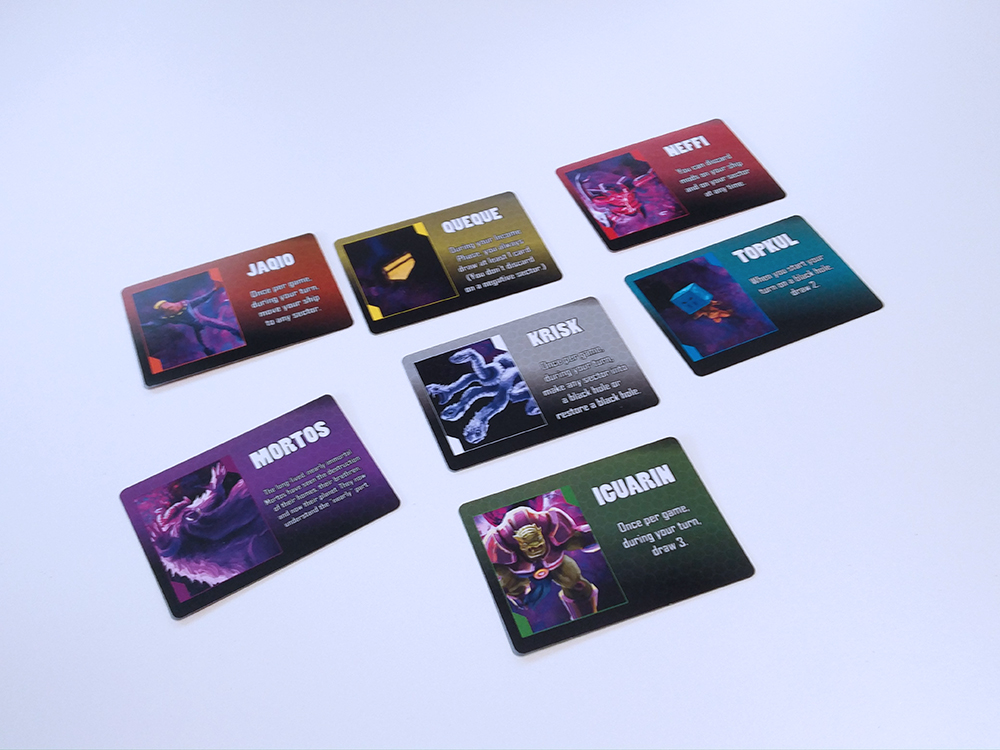 JAQIO
Once per game,
during your turn,
move your ship
to any sector.
QUEQUE
During your Income
Phase, you always
draw at least 1 card
(You don't discard
on a negative sector.)
NEFFI
You can discard
mods on your ship
and on your sector
at any time.
TOPKUL
When you start your
turn on a black hole
draw 2.
KRISK
Once per game,
during your turn,
make any sector into
a black hole or
restore a black hole.
MORTOS
The long lived, nearly immortal
Mortos have seen the destruction
of their homes, their brethren,
and now their planet. They now
understand the "nearly" part
IGUARIN
Once per game,
during your turn,
draw 3.